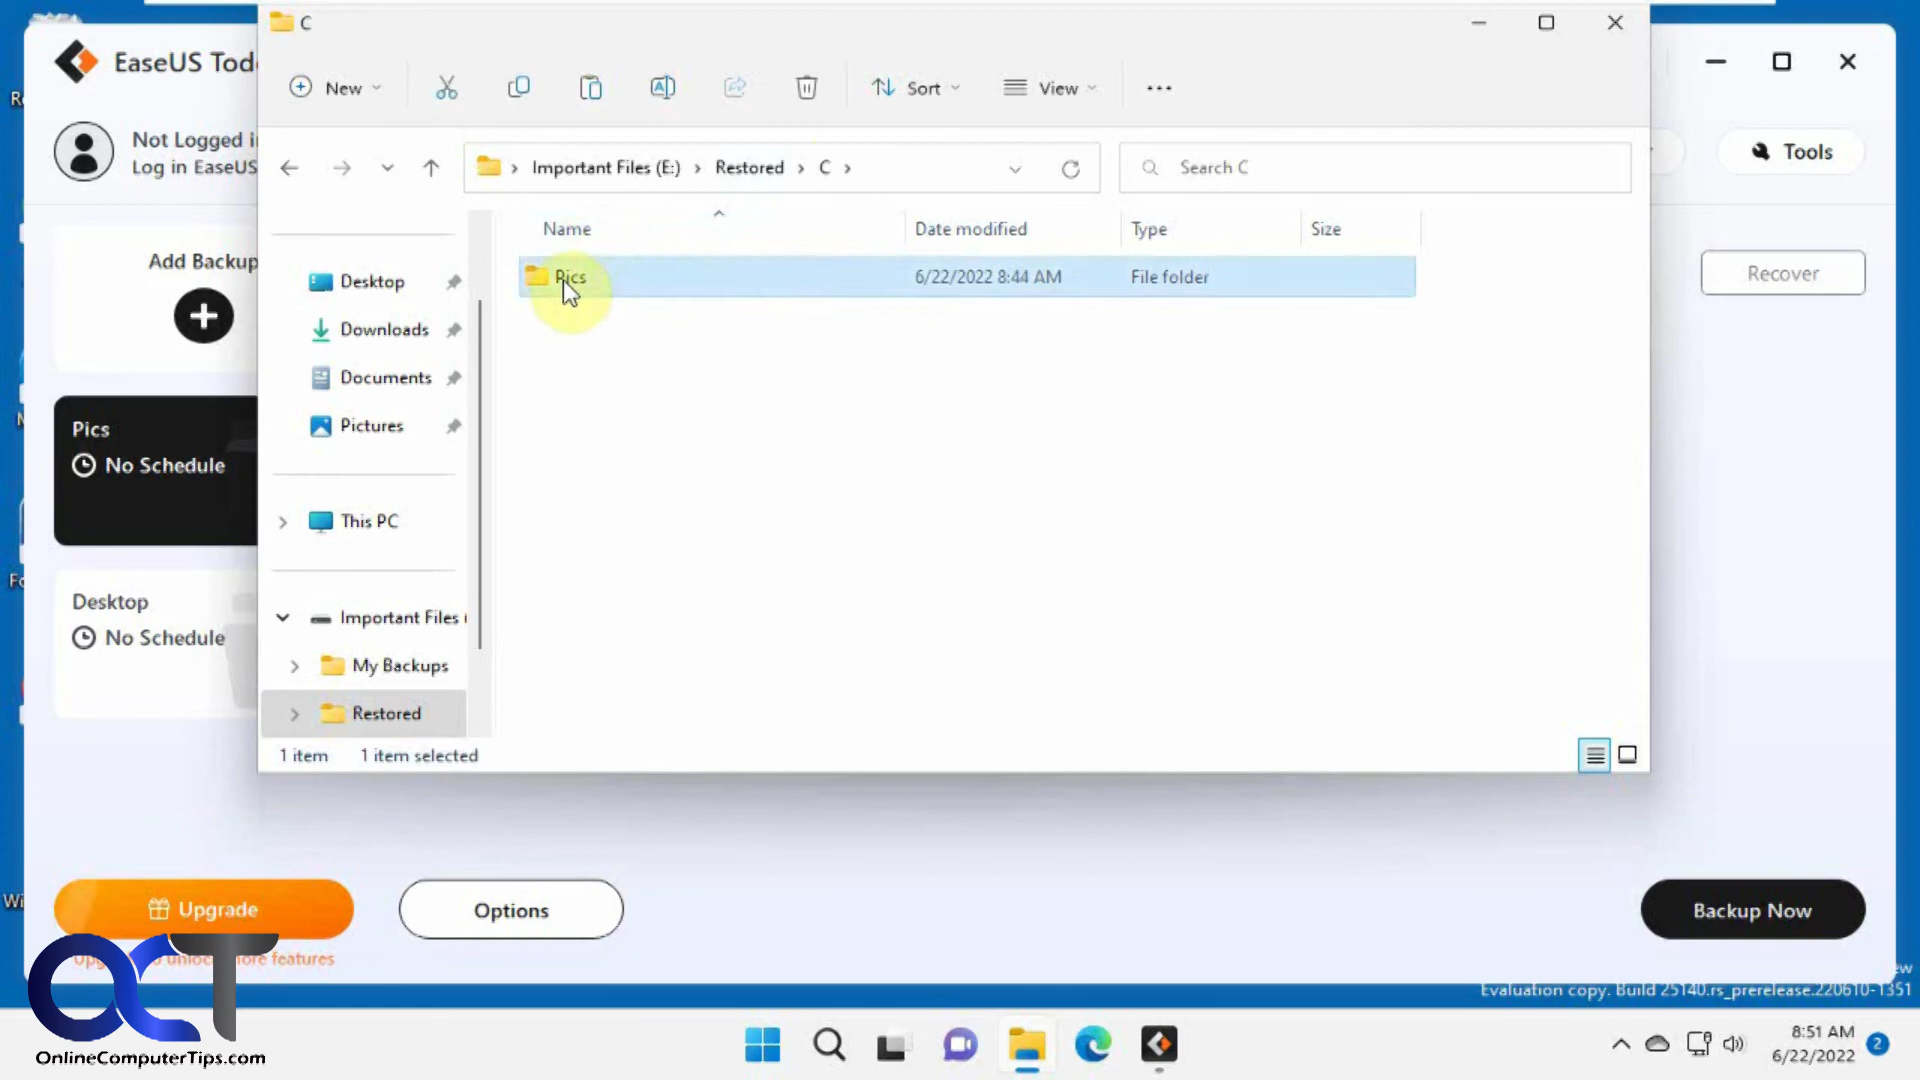 C
EaseUS Tod
New
Sort
View
Not Logged i
Log in EaseUS
Important Files (E:) > Restored > C >
Search C
Tools
Name
Date modified
Type
Size
Add Backup
Pics
6/22/2022 8:44 AM
File folder
Recover
Desktop
Downloads
Documents
Pictures
Pics
No Schedule
This PC
Desktop
No Schedule
Important Files
My Backups
Restored
1 item
1 item selected
Upgrade
Options
Backup Now
more features
Evaluation copy. Build 25140.rs_prerelease.220610-1351
OCT
OnlineComputerTips.com
8:51 AM
6/22/2022
2